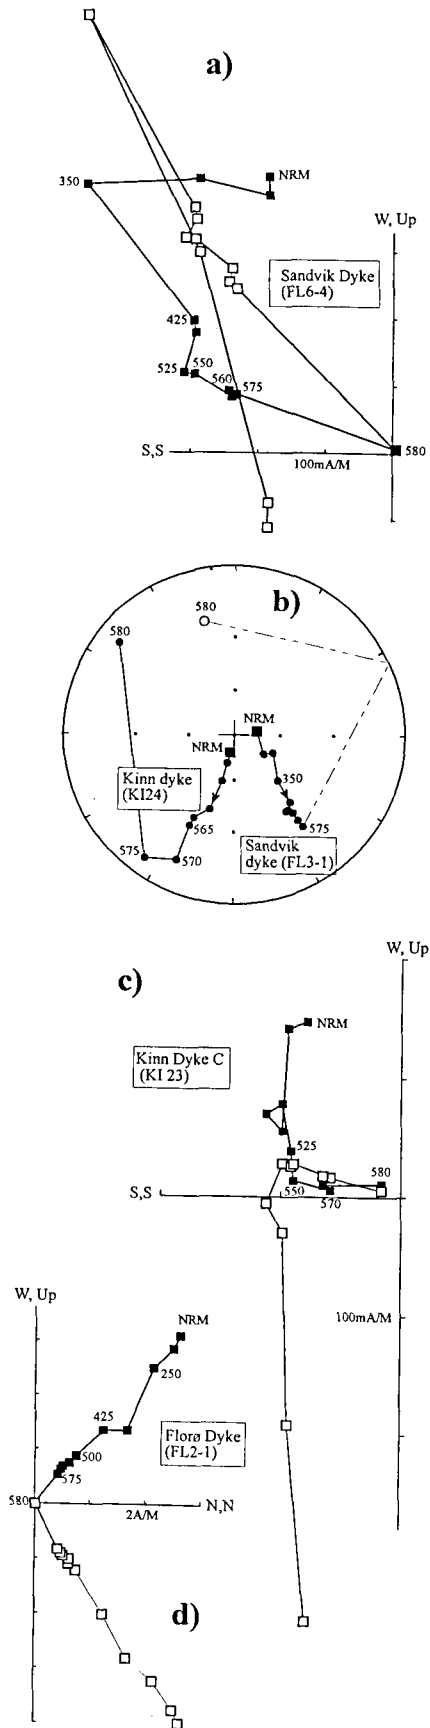 a)
NRM
350
W, Up
Sandvik Dyke
(FL6-4)
425
525
550
560
575
S,S
100mA/M
580
b)
580
580
NRM
NRM
Kinn dyke
(KI24)
350
565
575
570
575
Sandvik
dyke (FL3-1)
W, Up
c)
NRM
Kinn Dyke C
(KI 23)
525
580
S,S
550
570
W, Up
NRM
100mA/M
250
425
Florø Dyke
(FL2-1)
500
575
580
N,N
2A/M
d)